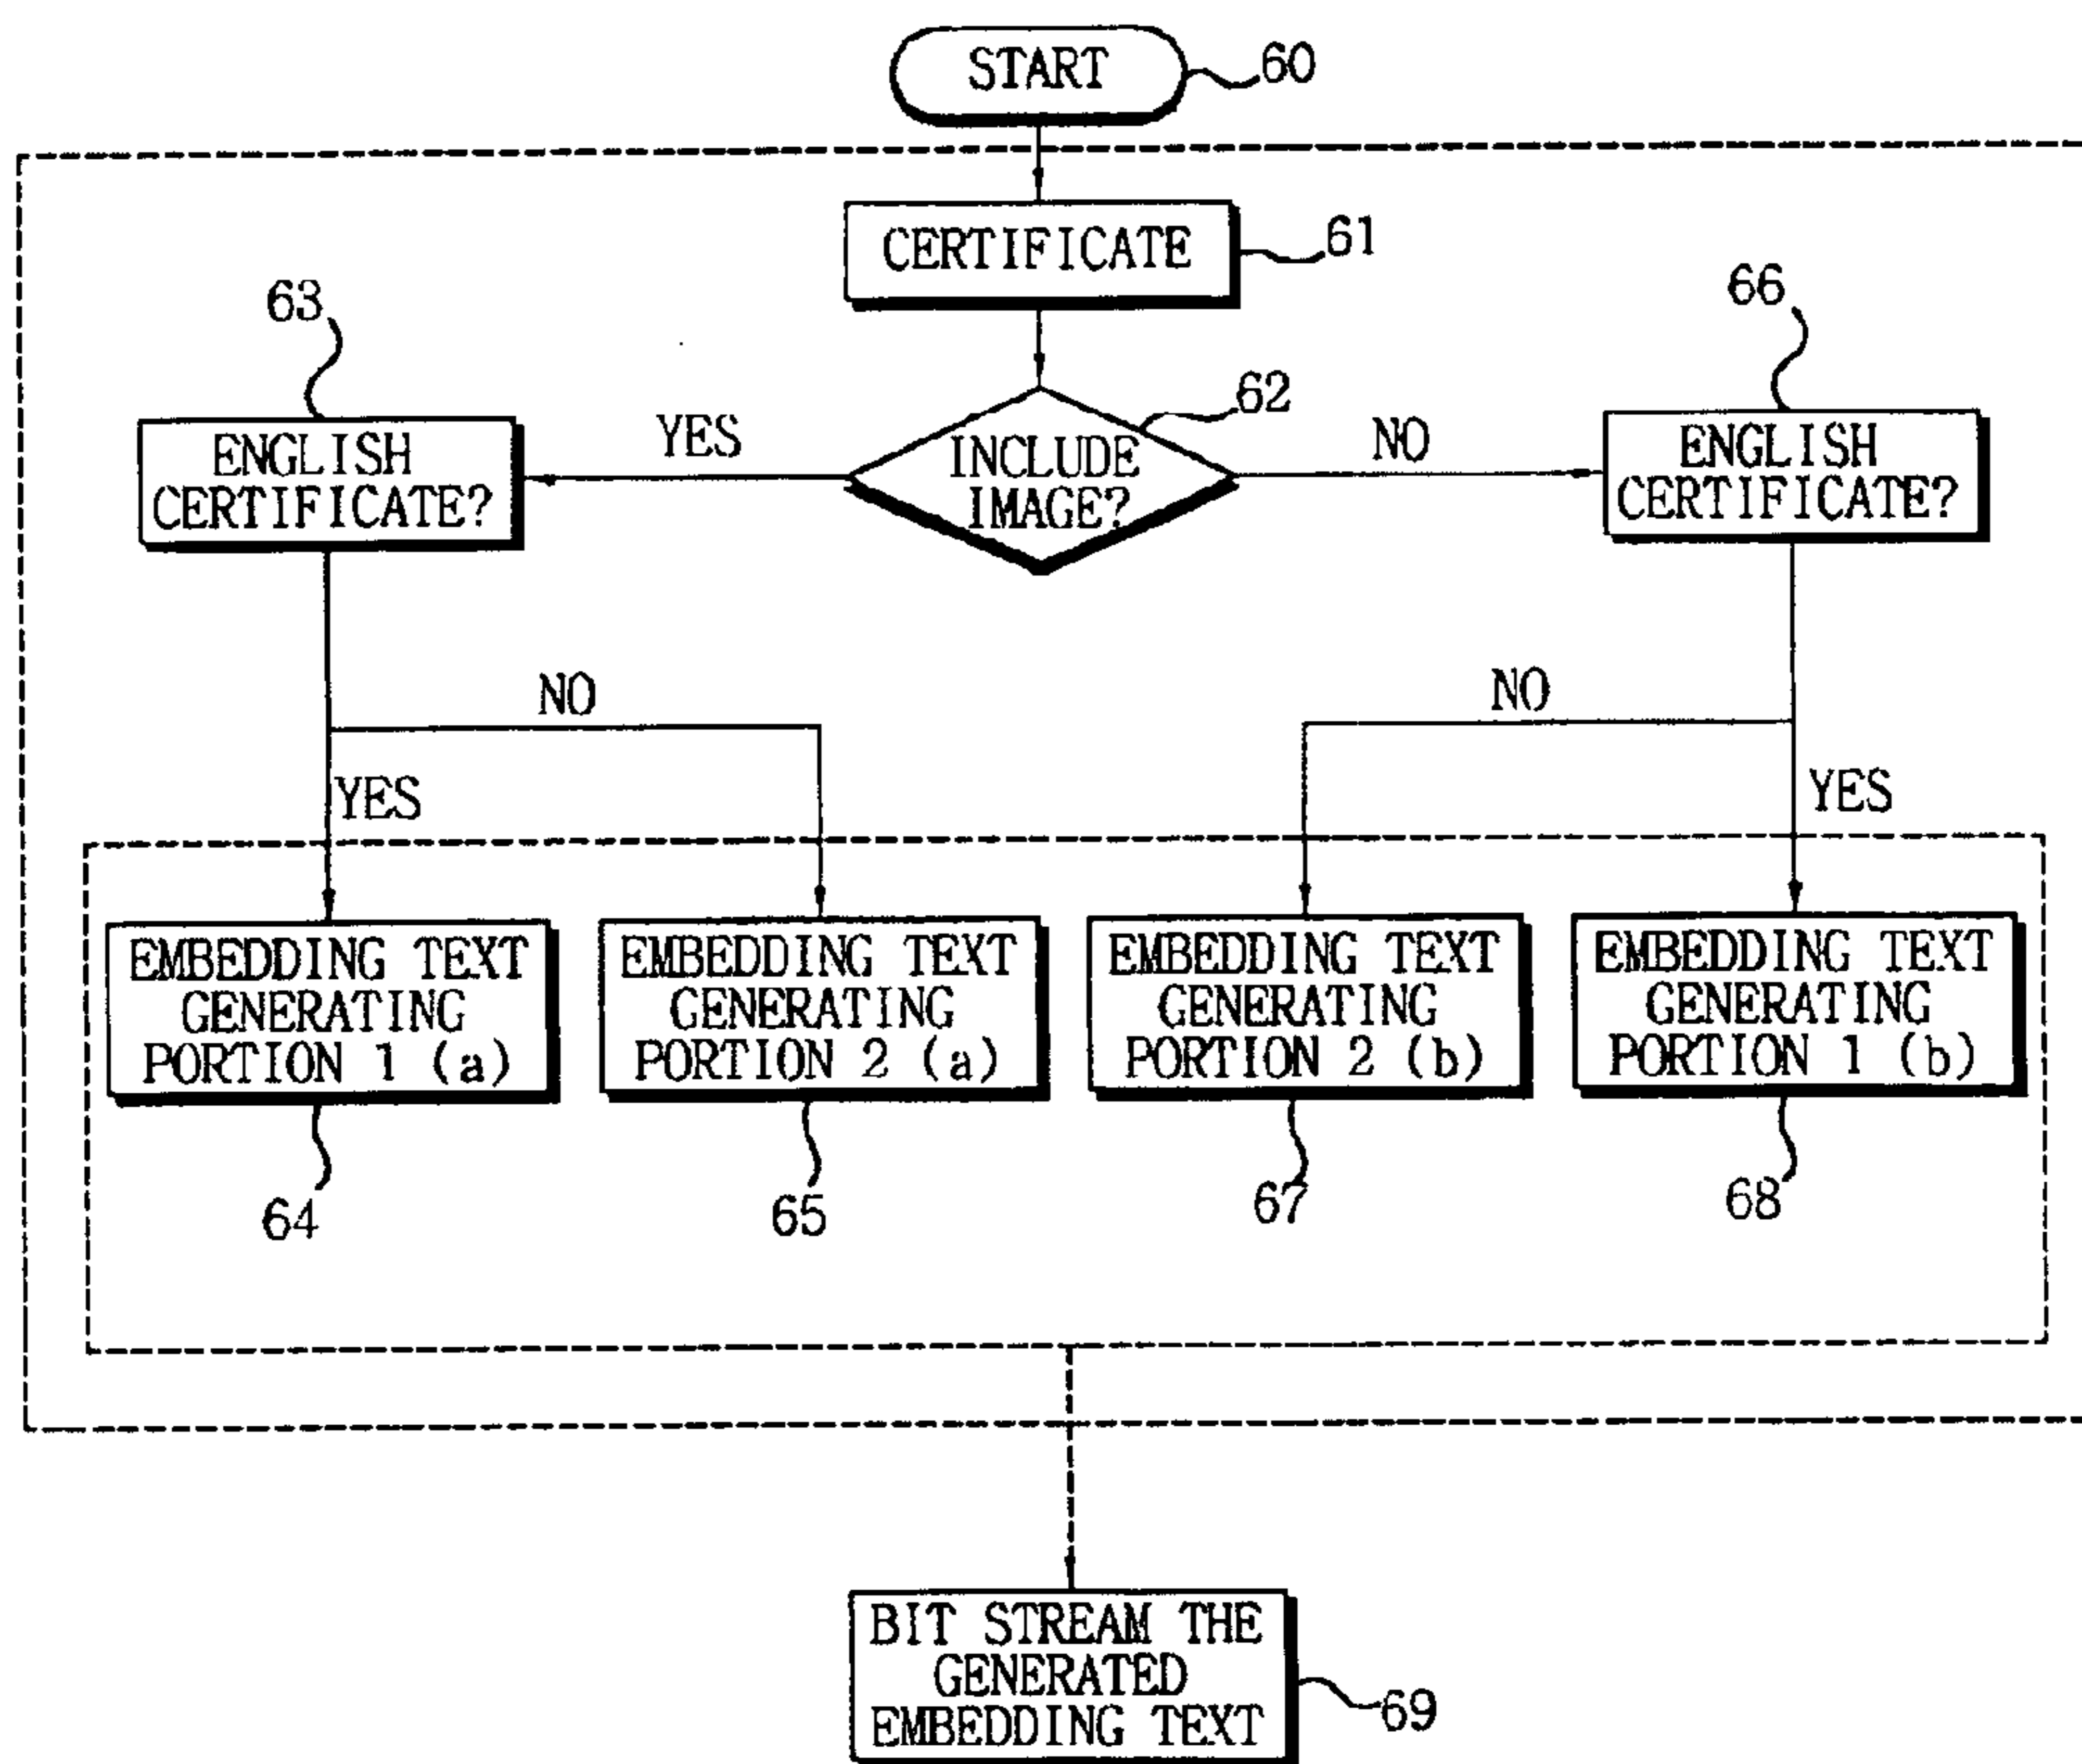 START
60
CERTIFICATE
61
63
66
62
YES
NO
ENGLISH
CERTIFICATE?
INCLUDE
IMAGE?
ENGLISH
CERTIFICATE?
NO
NO
YES
YES
EMBEDDING TEXT
GENERATING
PORTION 1 (a)
EMBEDDING TEXT
GENERATING
PORTION 2 (a)
EMBEDDING TEXT
GENERATING
PORTION 2 (b)
EMBEDDING TEXT
GENERATING
PORTION 1 (b)
64
65
67
68
BIT STREAM THE
GENERATED
EMBEDDING TEXT
69